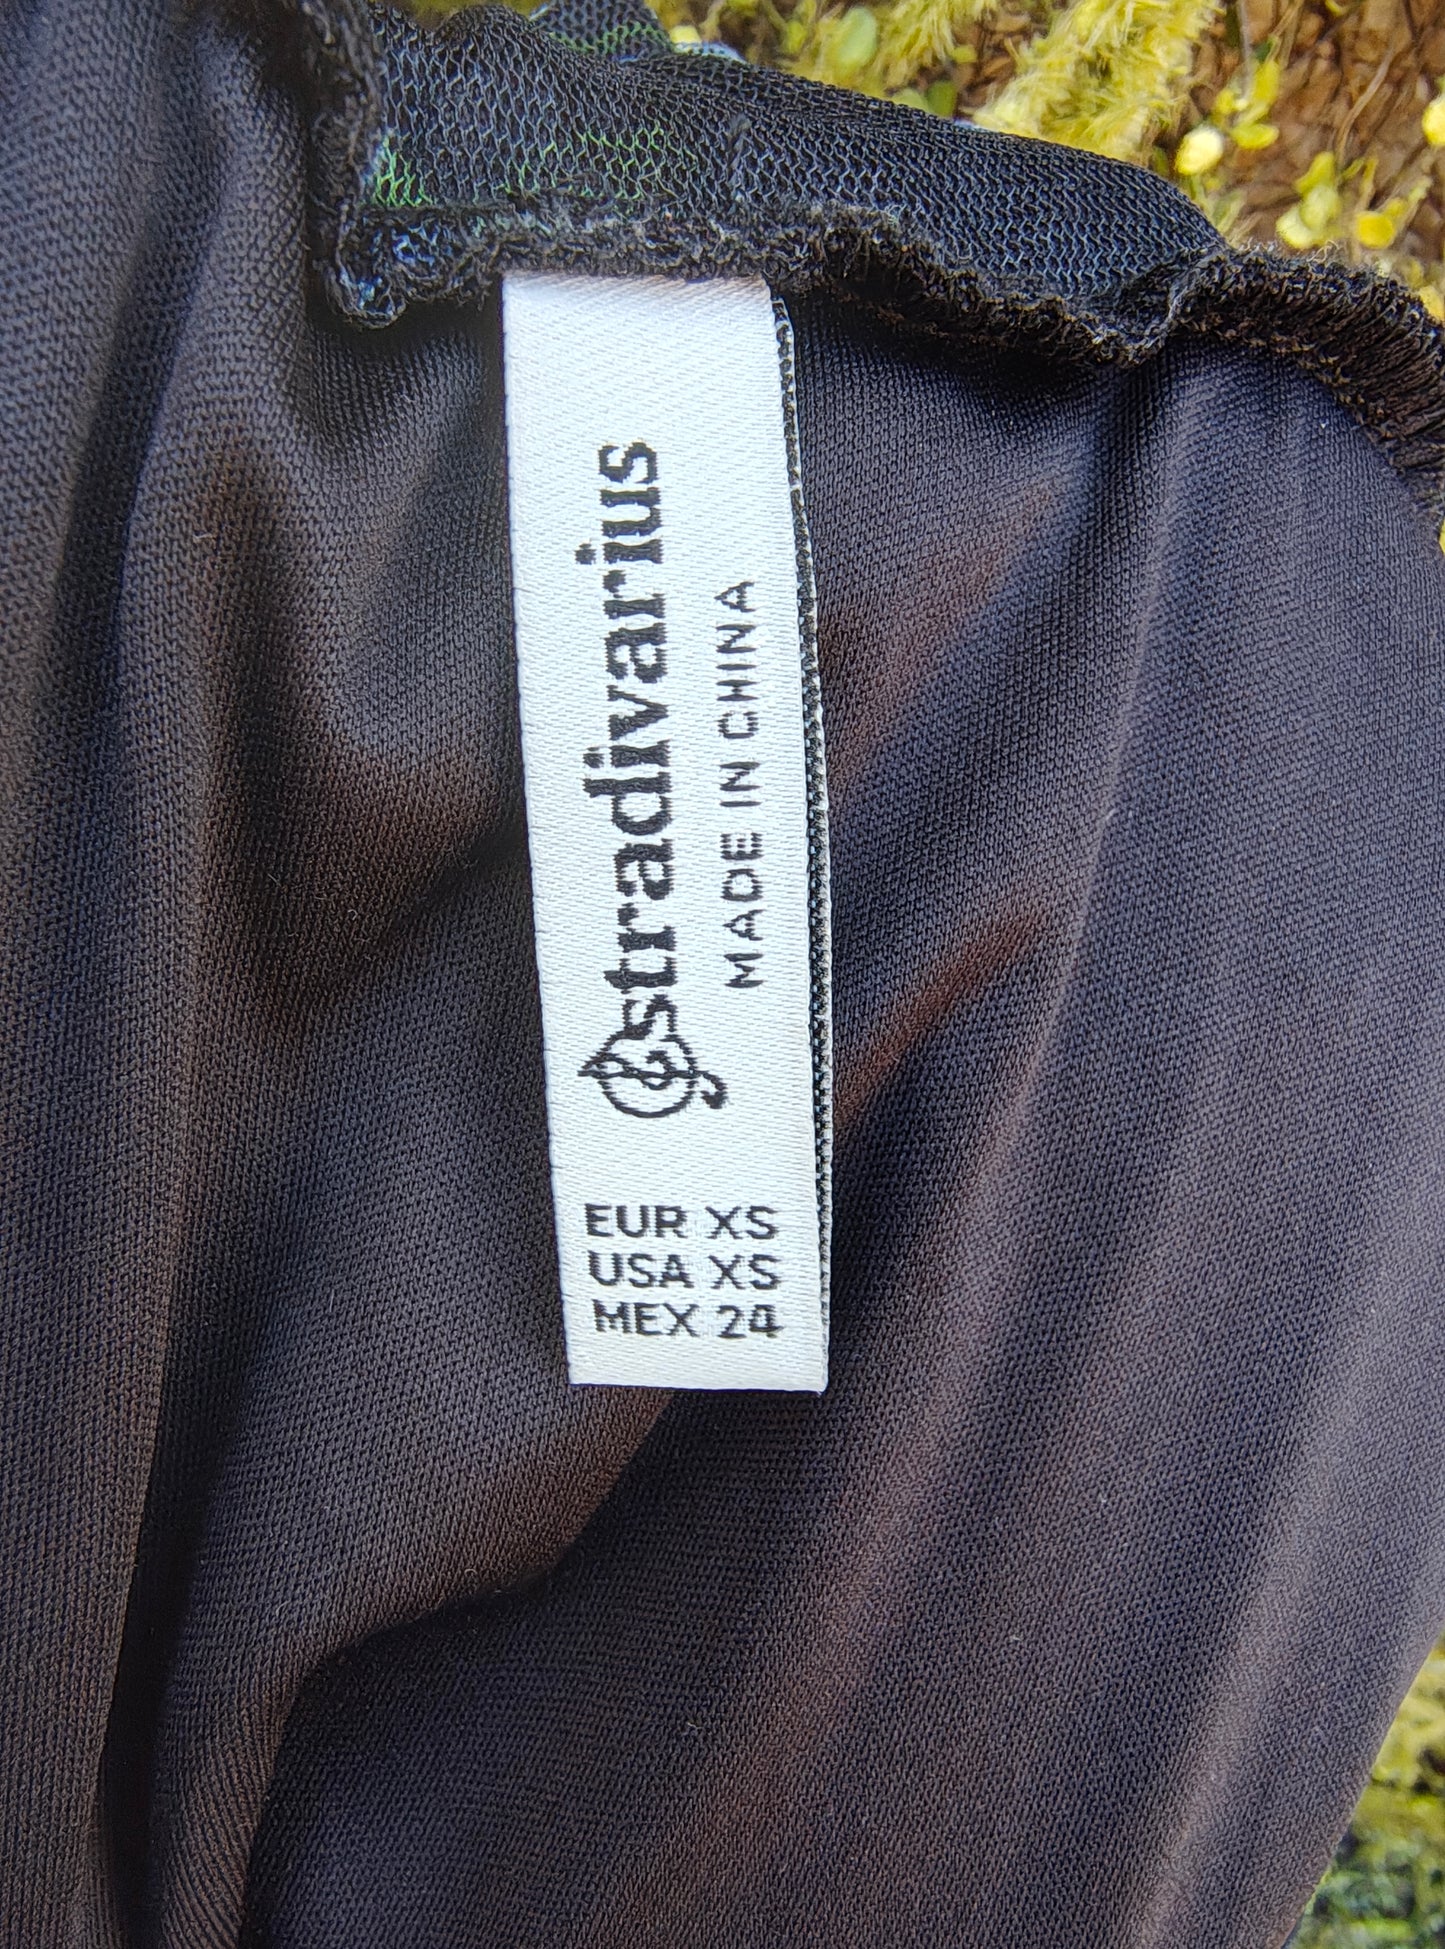 stradivarius
MADE IN CHINA
EUR XS
USA XS
MEX 24